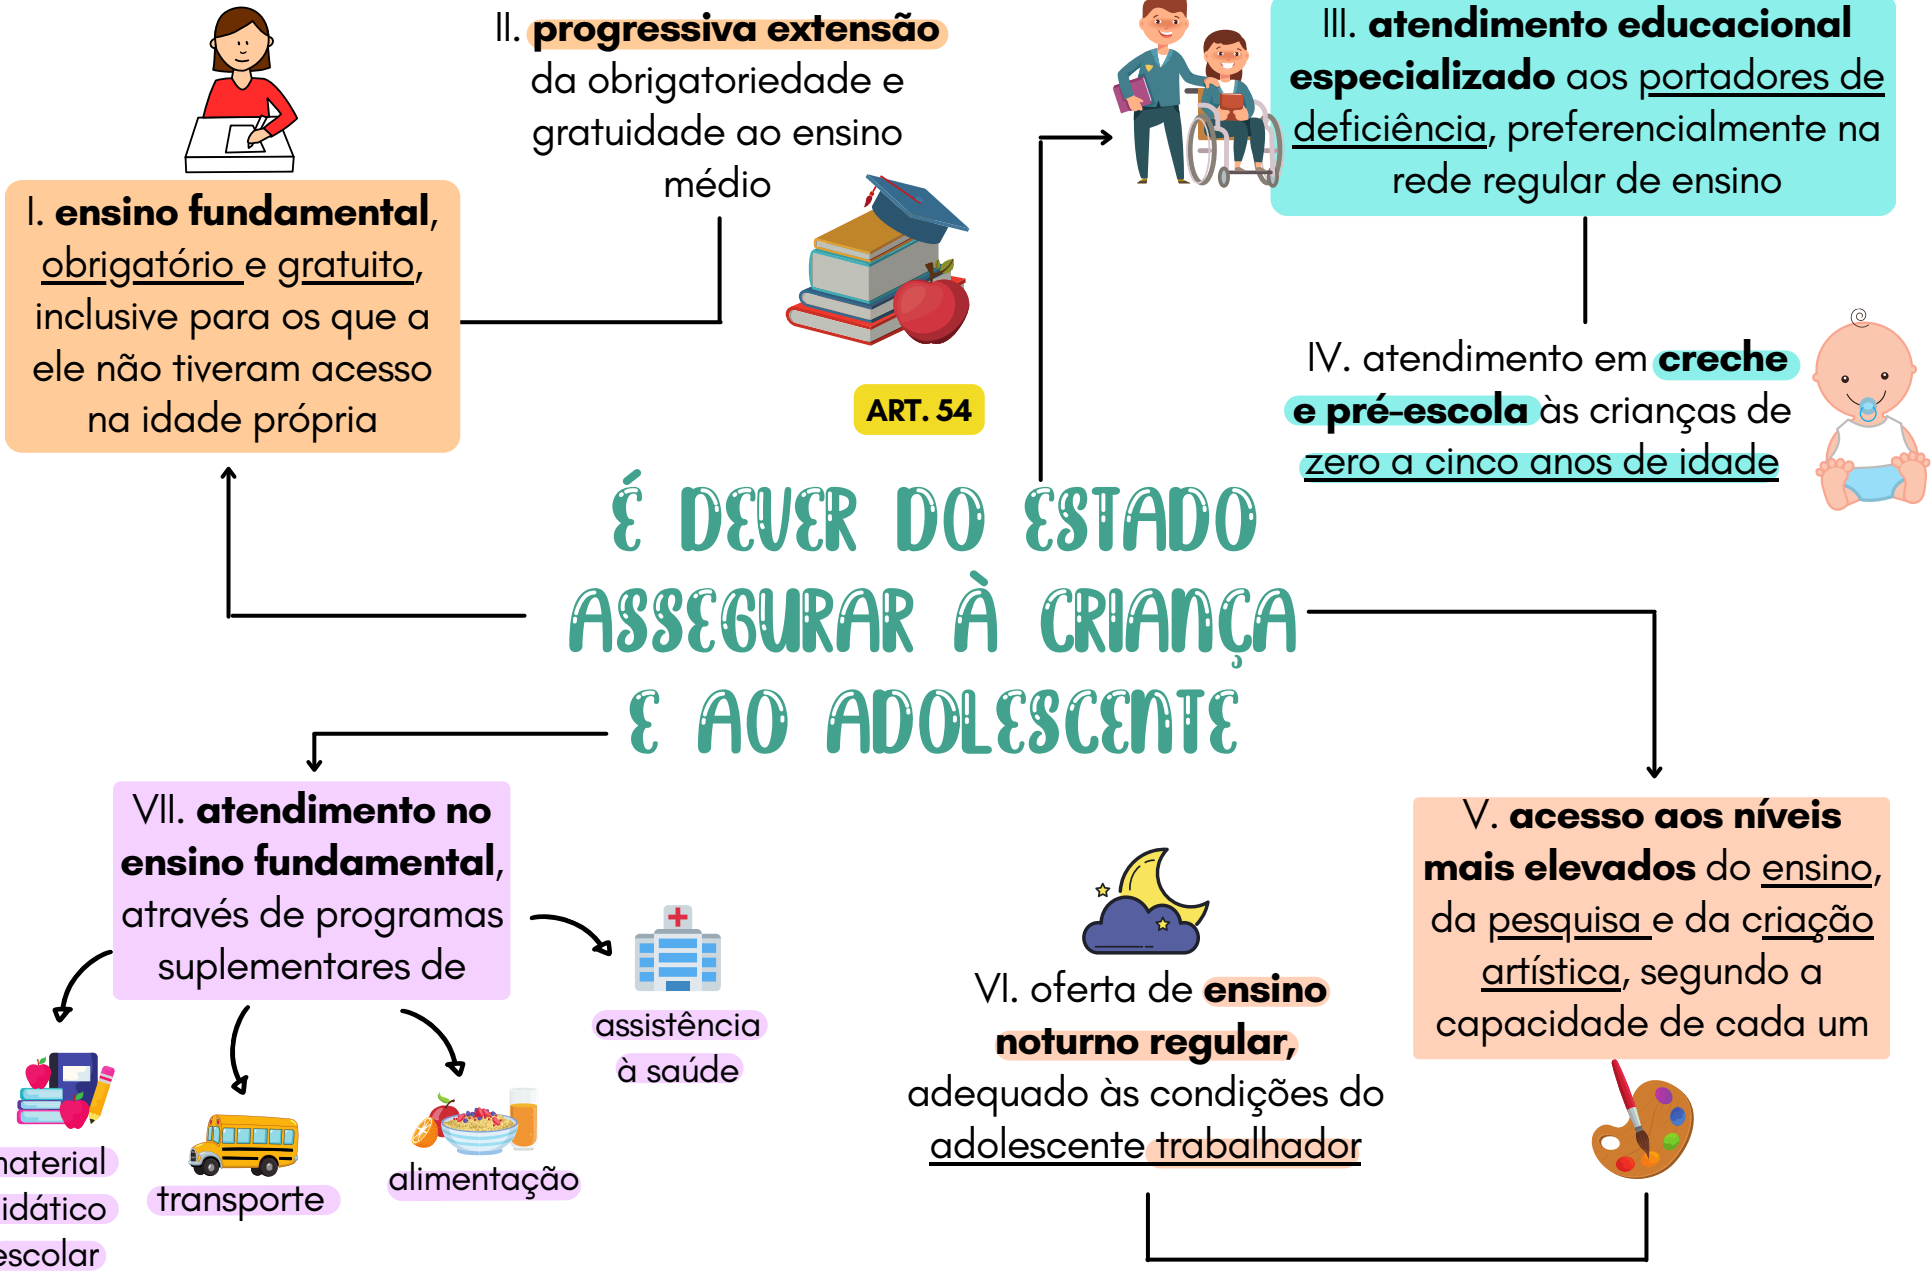 I. ensino fundamental,
obrigatório e gratuito,
inclusive para os que a
ele não tiveram acesso
na idade própria
II. progressiva extensão
da obrigatoriedade e
gratuidade ao ensino
médio
III. atendimento educacional
especializado aos portadores de
deficiência, preferencialmente na
rede regular de ensino
IV. atendimento em creche
e pré-escola às crianças de
zero a cinco anos de idade
ART. 54
É DEVER DO ESTADO
ASSEGURAR À CRIANÇA
E AO ADOLESCENTE
V. acesso aos níveis
mais elevados do ensino,
da pesquisa e da criação
artística, segundo a
capacidade de cada um
VI. oferta de ensino
noturno regular,
adequado às condições do
adolescente trabalhador
VII. atendimento no
ensino fundamental,
através de programas
suplementares de
material
idático
escolar
transporte
alimentação
assistência
à saúde